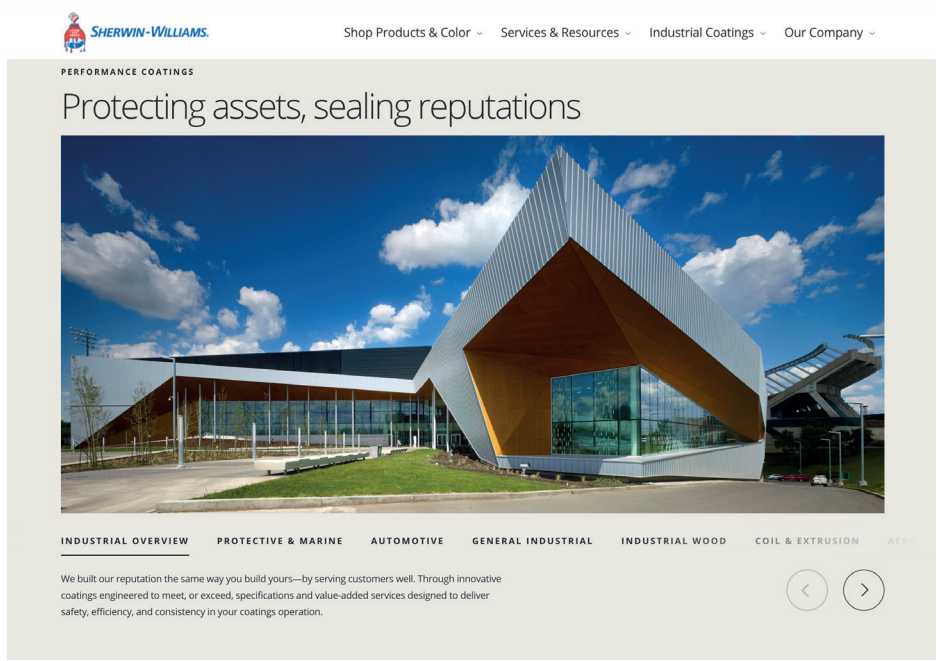 SHERWIN-WILLIAMS.
Shop Products & Color
Services & Resources
Industrial Coatings
Our Company
PERFORMANCE COATINGS
Protecting assets, sealing reputations
INDUSTRIAL OVERVIEW
PROTECTIVE & MARINE
AUTOMOTIVE
GENERAL INDUSTRIAL
INDUSTRIAL WOOD
COIL & EXTRUSION
We built our reputation the same way you build yours—by serving customers well. Through innovative
coatings engineered to meet, or exceed, specifications and value-added services designed to deliver
safety, efficiency, and consistency in your coatings operation.